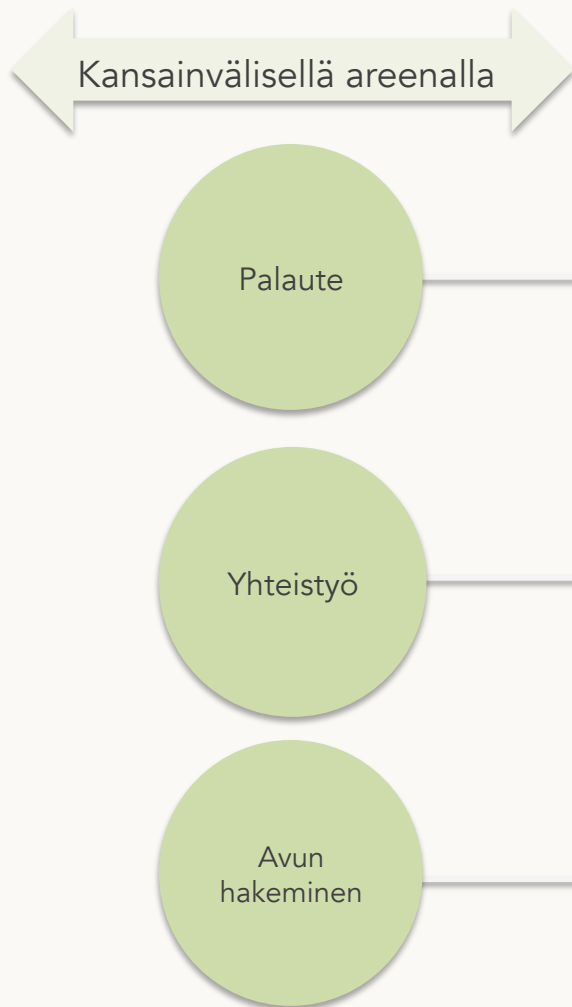 Kansainvälisellä areenalla
Palaute
Yhteistyö
Avun
hakeminen